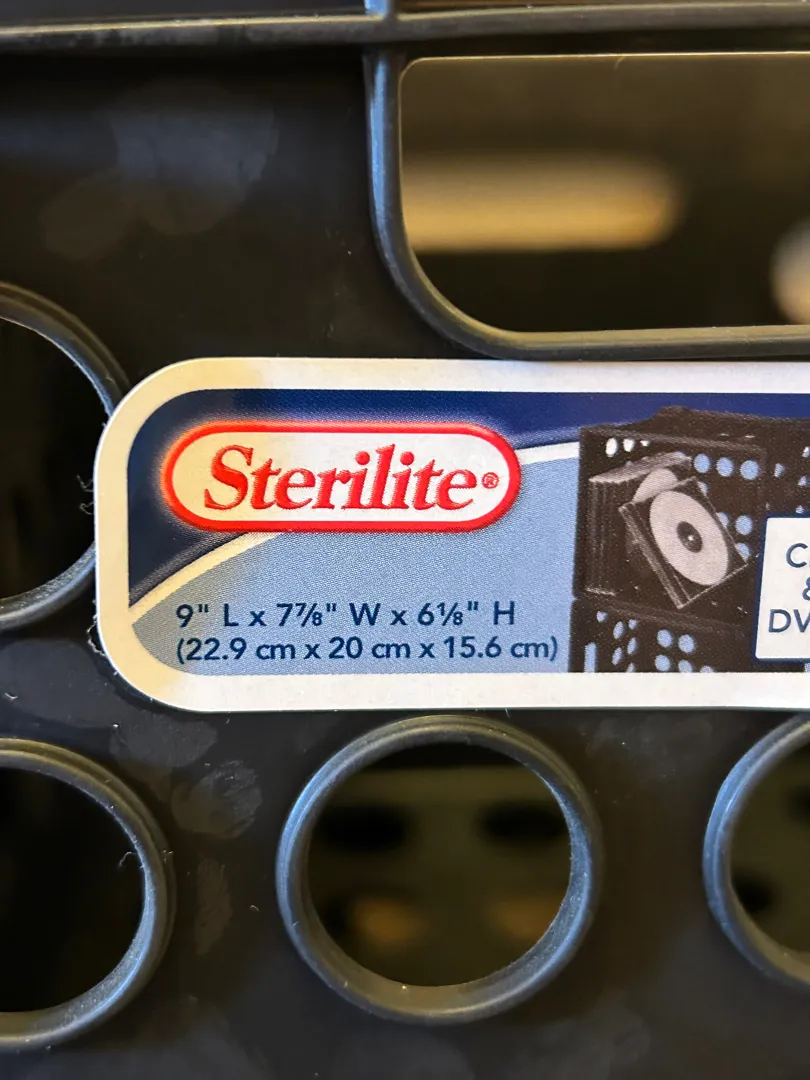 Sterilite®
9" L x 7⅞" W x 6⅛" H
(22.9 cm x 20 cm x 15.6 cm)
&